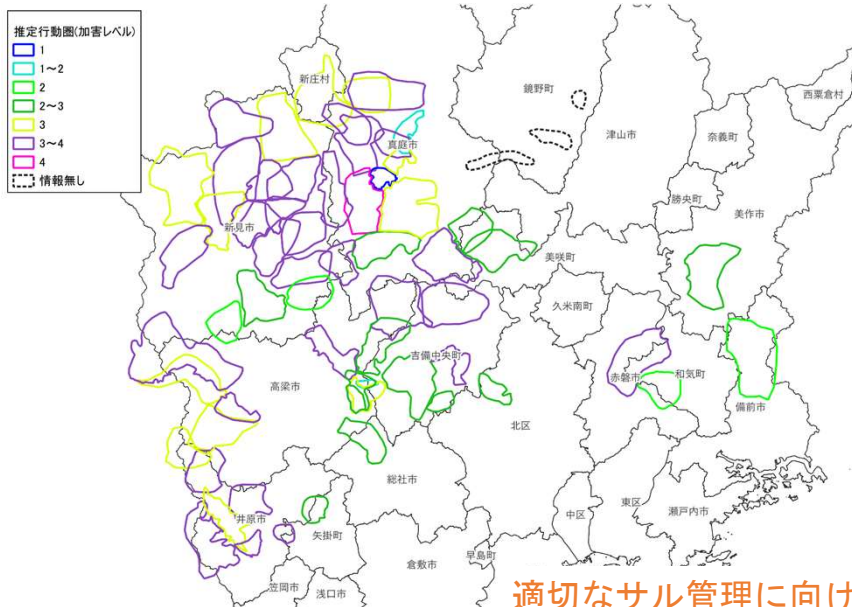 推定行動圏(加害レベル)
1
1～2
2
2～3
3
3～4
4
情報無し
新庄村
鏡野町
西粟倉村
津山市
奈義町
真庭市
勝央町
美作市
新見市
美咲町
久米南町
吉備中央町
赤磐市
和気町
高梁市
備前市
北区
総社市
中区
東区
瀬戸内市
井原市
矢掛町
早島町
倉敷市
笠岡市
浅口市
適切なサル管理に向け